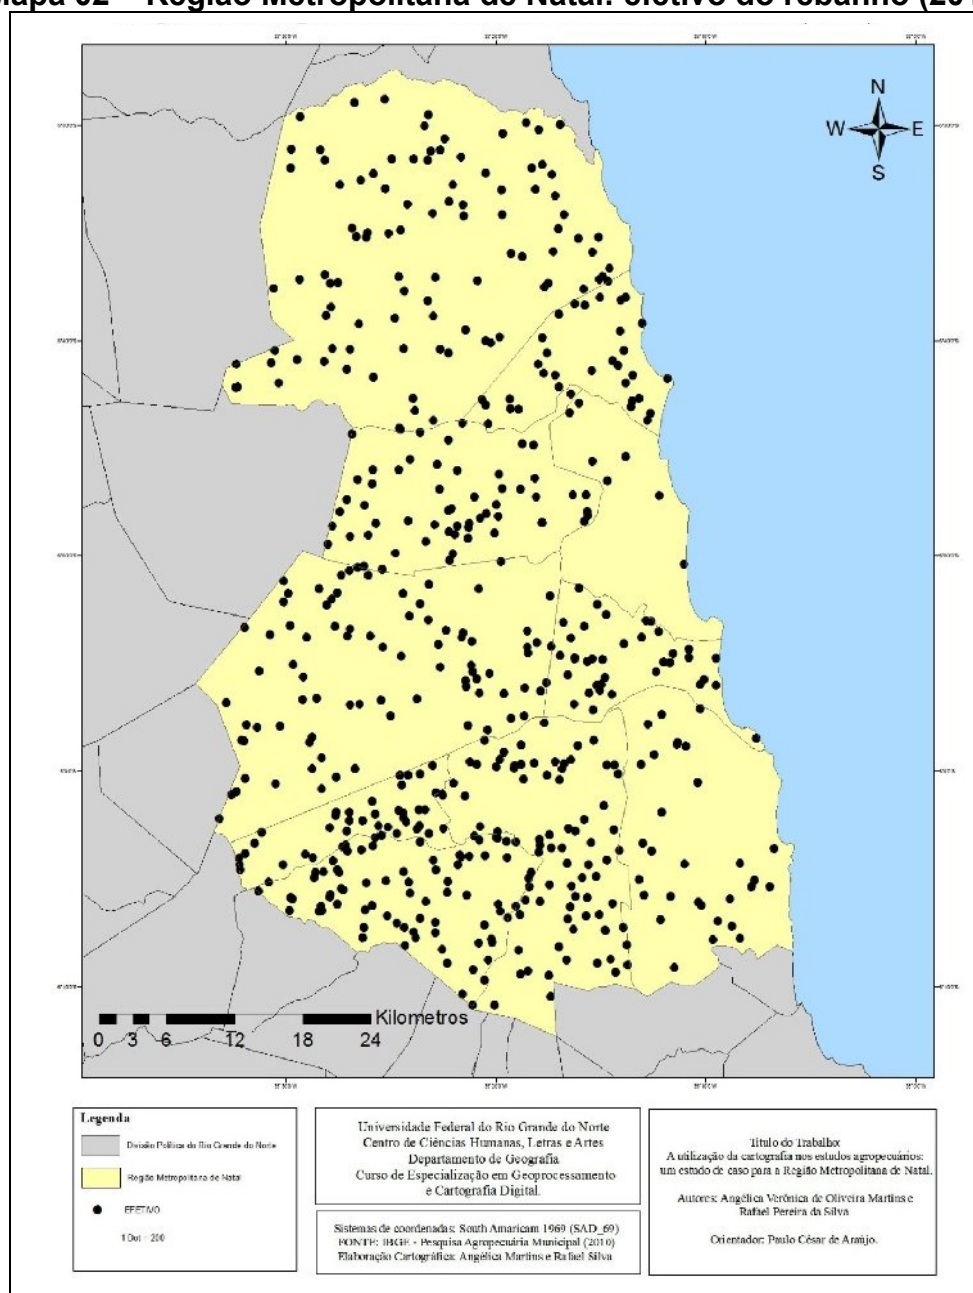 Mapa 02 – Região Metropolitana de Natal: efetivo do rebanho (201
N
W E
S
Kilometros
0 3 6 12 18 24
Legenda
Divisão Política do Rio Grande do Norte
Região Metropolitana de Natal
EFETIVO
1 Dot = 200
Universidade Federal do Rio Grande do Norte
Centro de Ciências Humanas, Letras e Artes
Departamento de Geografia
Curso de Especialização em Geoprocessamento
e Cartografia Digital.
Sistemas de coordenadas: South Amaricam 1969 (SAD_69)
FONTE: IBGE - Pesquisa Agropecuária Municipal (2010)
Elaboração Cartográfica: Angélica Martins e Rafael Silva
Título do Trabalho:
A utilização da cartografia nos estudos agropecuários:
um estudo de caso para a Região Metropolitana de Natal.
Autores: Angélica Verônica de Oliveira Martins e
Rafael Pereira da Silva
Orientador: Paulo César de Araújo.